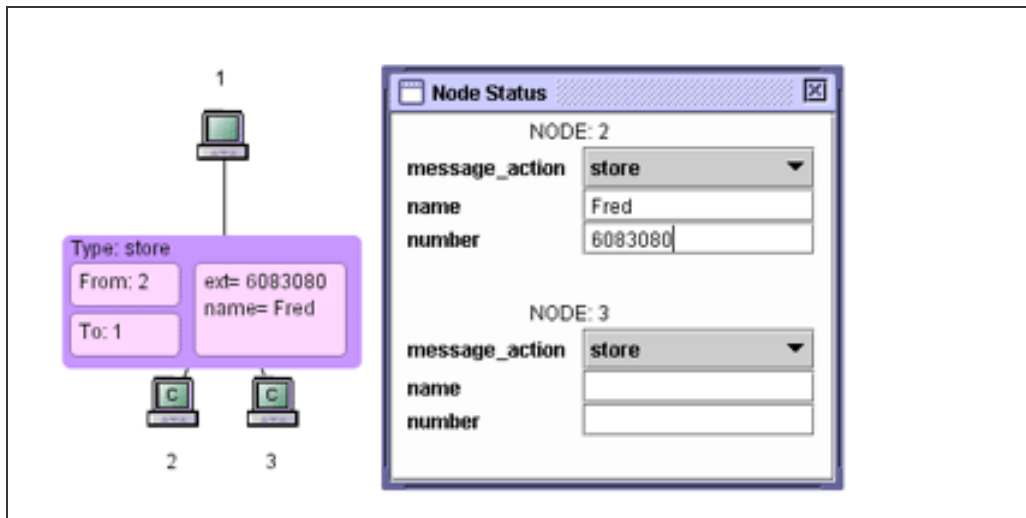 1
Type: store
From: 2
To: 1
ext= 6083080
name= Fred
C
C
2
3
Node Status
NODE: 2
message_action store
name Fred
number 6083080
NODE: 3
message_action store
name
number